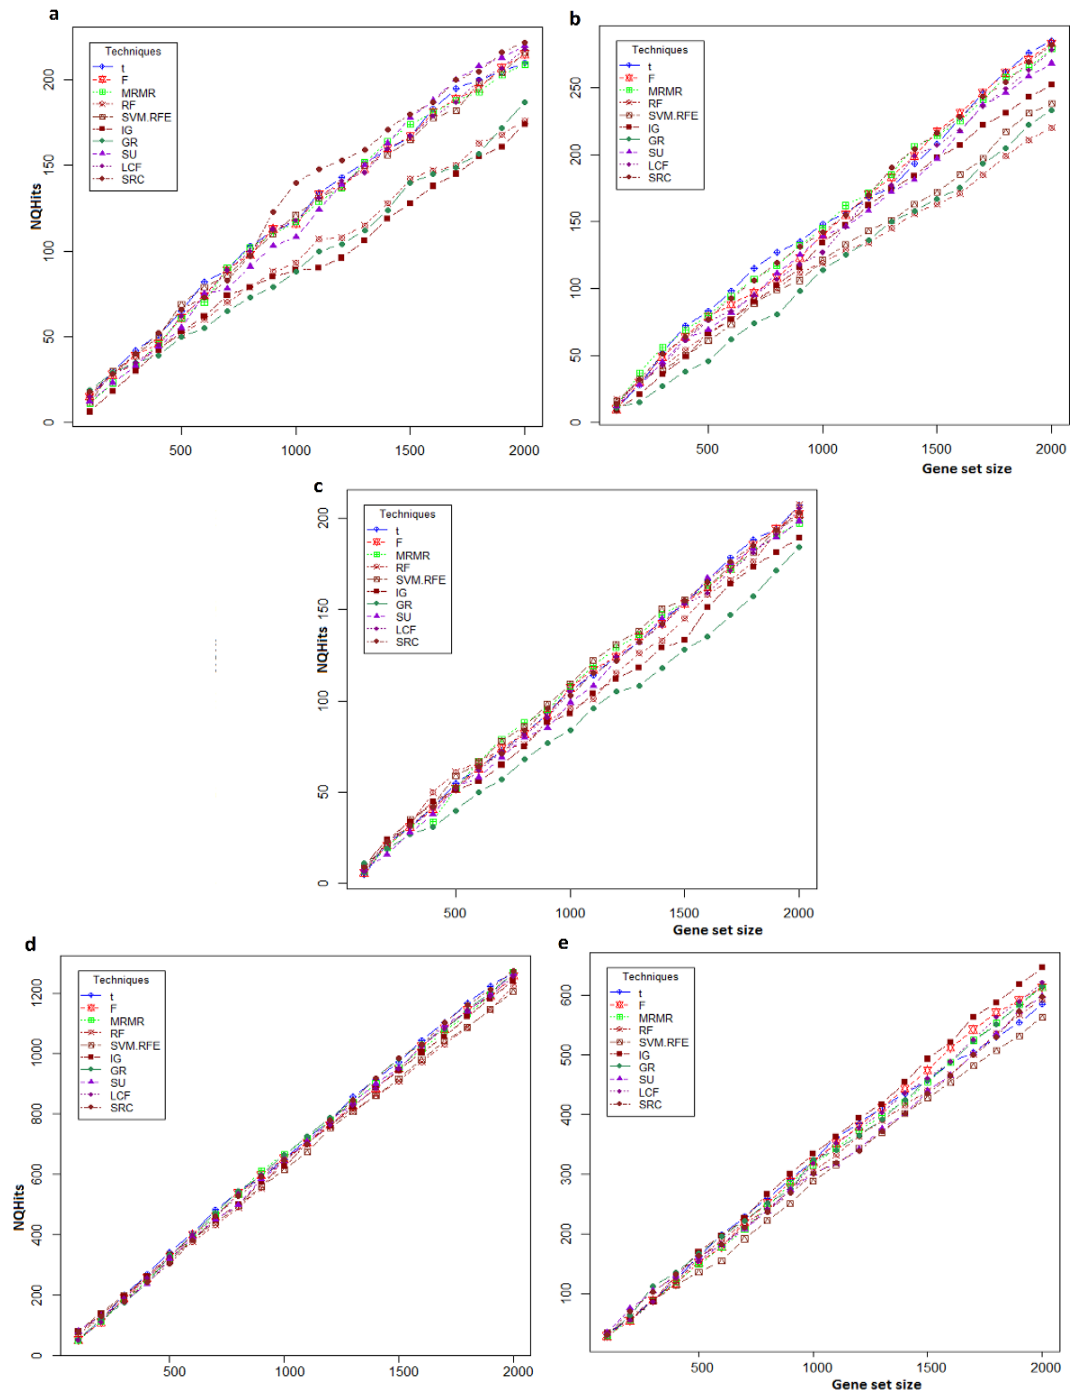 a
Techniques
t
F
MRMR
RF
SVM.RFE
IG
GR
SU
LCF
SRC
NQHits
0
50
100
150
200
500
1000
1500
2000
b
Techniques
t
F
MRMR
RF
SVM.RFE
IG
GR
SU
LCF
SRC
0
50
100
150
200
250
500
1000
1500
2000
Gene set size
c
Techniques
t
F
MRMR
RF
SVM.RFE
IG
GR
SU
LCF
SRC
NQHits
0
50
100
150
200
500
1000
1500
2000
Gene set size
d
Techniques
t
F
MRMR
RF
SVM.RFE
IG
GR
SU
LCF
SRC
NQHits
0
200
400
600
800
1000
1200
500
1000
1500
2000
e
Techniques
t
F
MRMR
RF
SVM.RFE
IG
GR
SU
LCF
SRC
100
200
300
400
500
600
500
1000
1500
2000
Gene set size